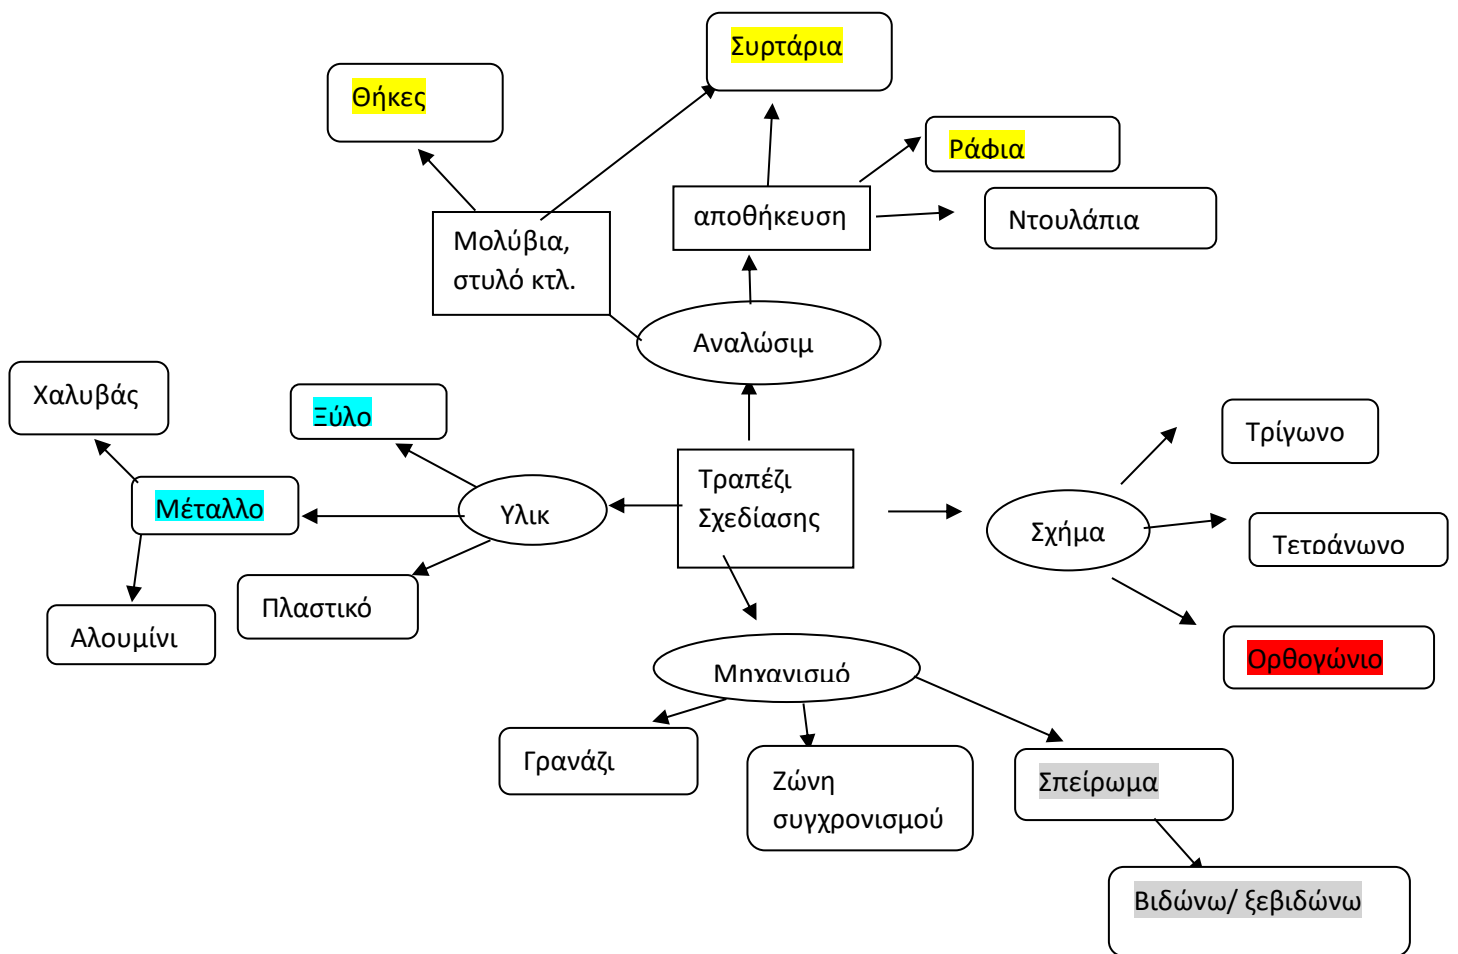 Συρτάρια
Θήκες
Ράφια
αποθήκευση
Ντουλάπια
Μολύβια,
στυλό κτλ.
Αναλώσιμ
Χαλυβάς
Ξύλο
Τρίγωνο
Τραπέζι
Σχεδίασης
Μέταλλο
Υλικ
Σχήμα
Τετράγωνο
Πλαστικό
Αλουμίνι
Ορθογώνιο
Μηχανισμό
Γρανάζι
Ζώνη
συγχρονισμού
Σπείρωμα
Βιδώνω/ ξεβιδώνω